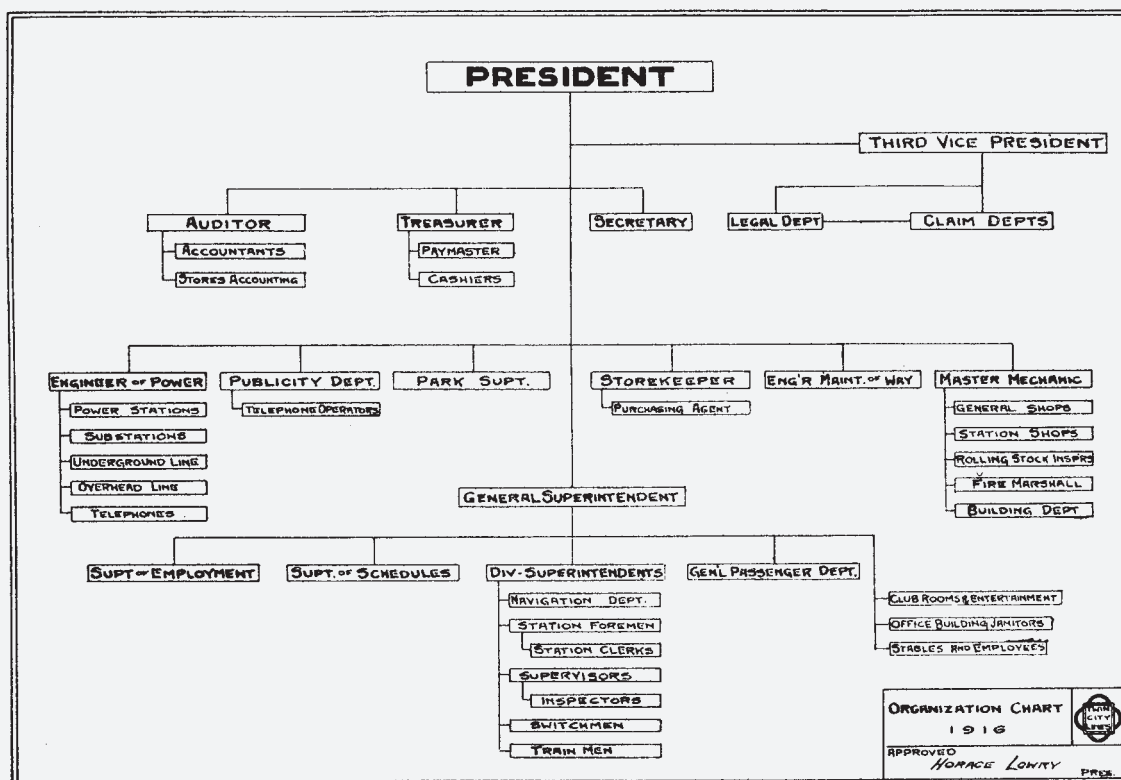 PRESIDENT
THIRD VICE PRESIDENT
AUDITOR
TREASURER
SECRETARY
LEGAL DEPT
CLAIM DEPTS
ACCOUNTANTS
STORES ACCOUNTING
PAYMASTER
CASHIERS
ENGINEER OF POWER
PUBLICITY DEPT.
PARK SUPT.
STOREKEEPER
ENG'R MAINT. OF WAY
MASTER MECHANIC
POWER STATIONS
SUBSTATIONS
UNDERGROUND LINE
OVERHEAD LINE
TELEPHONES
TELEPHONE OPERATORS
PURCHASING AGENT
GENERAL SHOPS
STATION SHOPS
ROLLING STOCK INSPRS
FIRE MARSHALL
BUILDING DEPT
GENERAL SUPERINTENDENT
SUPT OF EMPLOYMENT
SUPT. OF SCHEDULES
DIV-SUPERINTENDENTS
GEN'L PASSENGER DEPT.
NAVIGATION DEPT.
STATION FOREMEN
STATION CLERKS
SUPERVISORS
INSPECTORS
SWITCHMEN
TRAIN MEN
CLUB ROOMS & ENTERTAINMENT
OFFICE BUILDING JANITORS
STABLES AND EMPLOYEES
ORGANIZATION CHART
1916
TWIN
CITY
LINES
APPROVED
HORACE LOWRY
PRES.